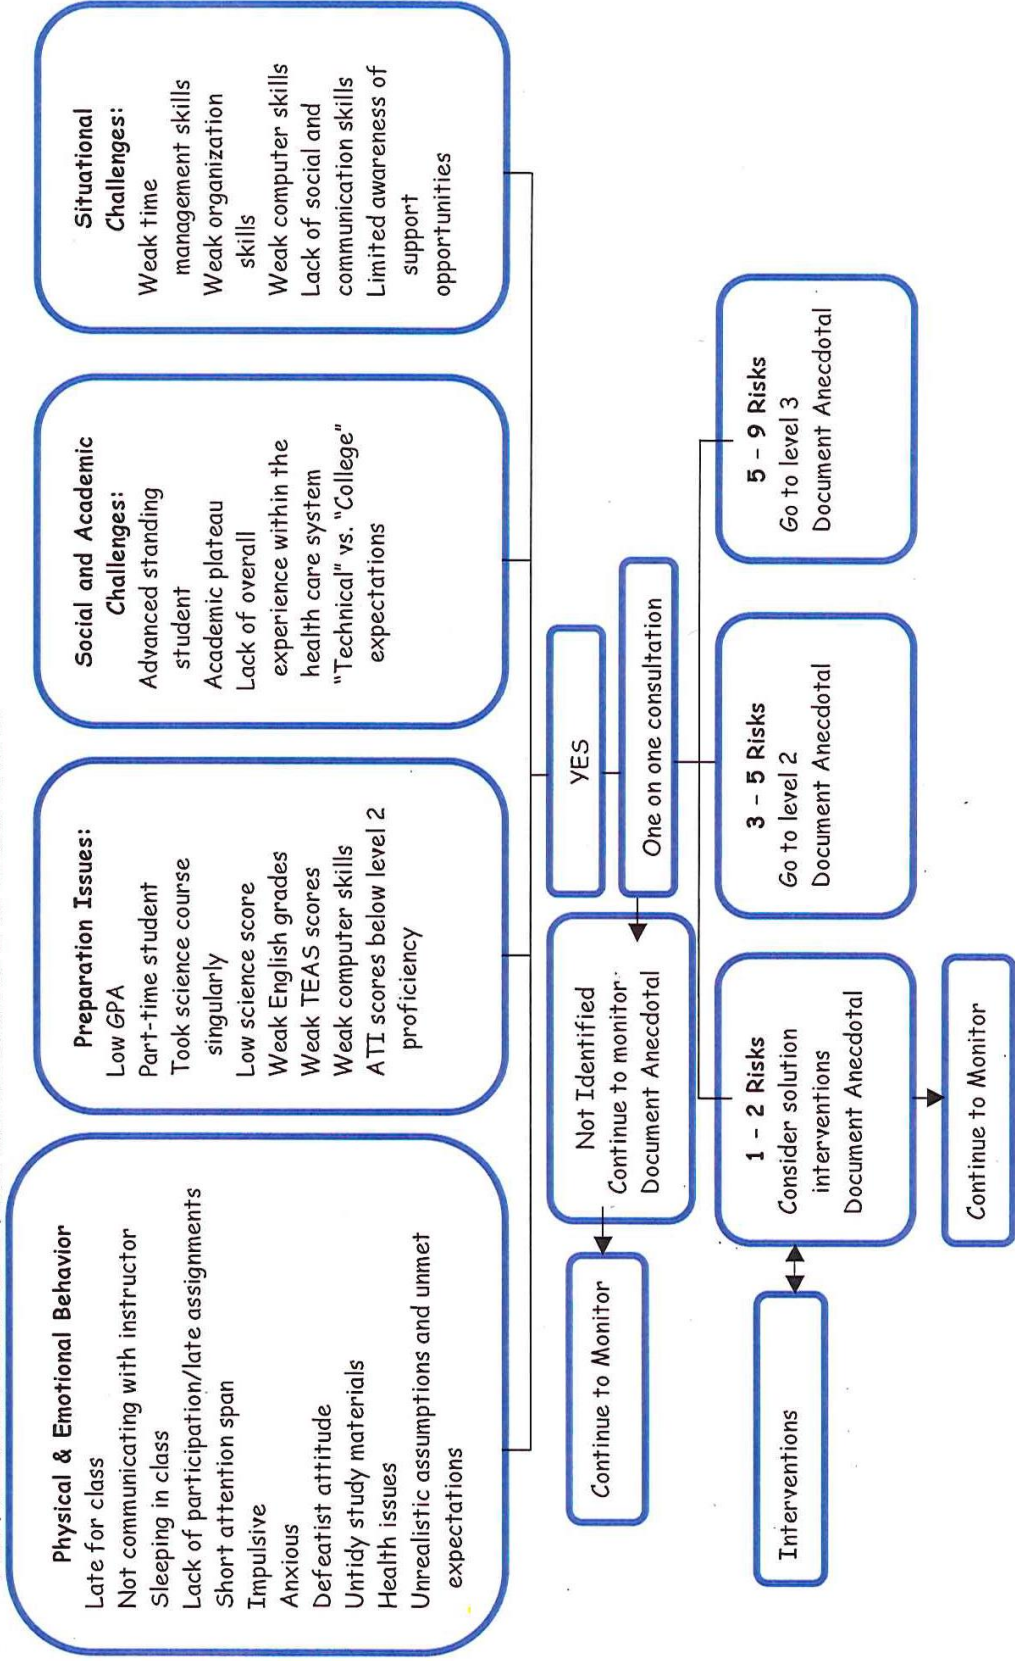 Physical & Emotional Behavior
Late for class
Not communicating with instructor
Sleeping in class
Lack of participation/late assignments
Short attention span
Impulsive
Anxious
Defeatist attitude
Untidy study materials
Health issues
Unrealistic assumptions and unmet
expectations
Preparation Issues:
Low GPA
Part-time student
Took science course
singularly
Low science score
Weak English grades
Weak TEAS scores
Weak computer skills
ATI scores below level 2
proficiency
Social and Academic
Challenges:
Advanced standing
student
Academic plateau
Lack of overall
experience within the
health care system
"Technical" vs. "College"
expectations
Situational
Challenges:
Weak time
management skills
Weak organization
skills
Weak computer skills
Lack of social and
communication skills
Limited awareness of
support
opportunities
YES
One on one consultation
Not Identified
Continue to monitor
Document Anecdotal
Continue to Monitor
1 - 2 Risks
Consider solution
interventions
Document Anecdotal
3 - 5 Risks
Go to level 2
Document Anecdotal
5 - 9 Risks
Go to level 3
Document Anecdotal
Interventions
Continue to Monitor